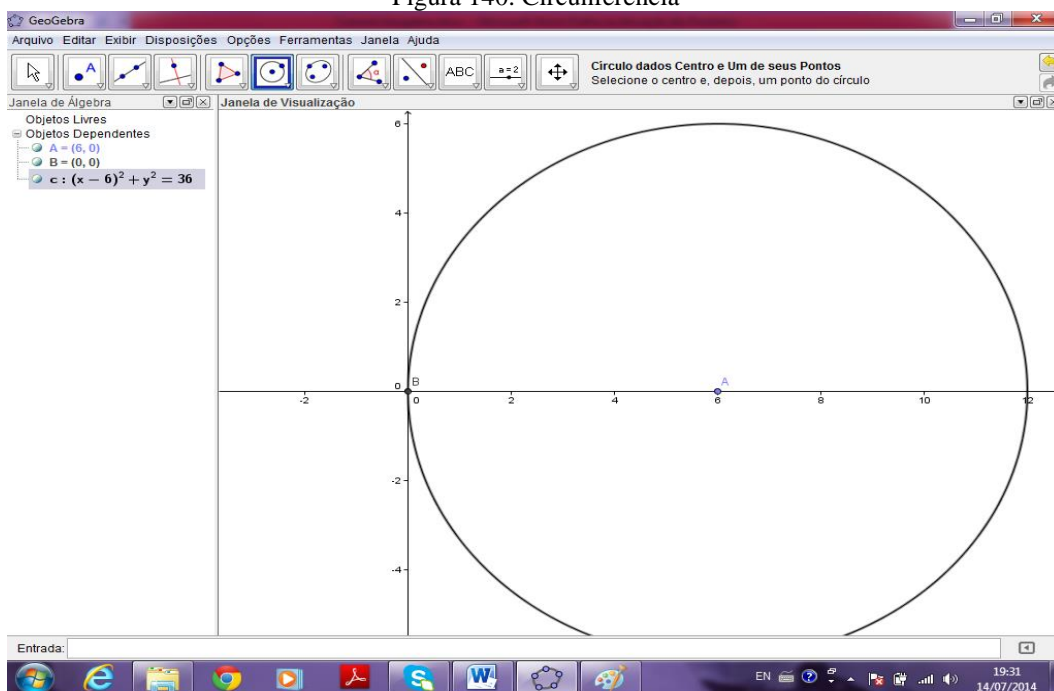 Figura 140: Circunferência
GeoGebra
Arquivo Editar Exibir Disposições Opções Ferramentas Janela Ajuda
A
ABC
a=2
Círculo dados Centro e Um de seus Pontos
Selecione o centro e, depois, um ponto do círculo
Janela de Álgebra
Janela de Visualização
Objetos Livres
Objetos Dependentes
A = (6, 0)
B = (0, 0)
c : (x − 6)² + y² = 36
6
4
2
0
B
A
-2
0
2
4
6
8
10
12
-2
-4
Entrada:
EN
19:31
14/07/2014